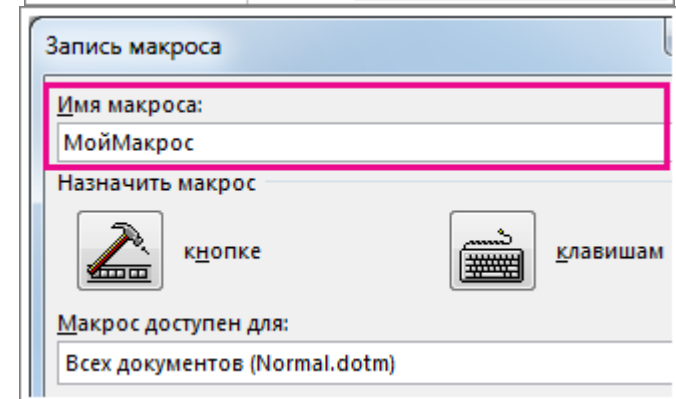 Запись макроса
Имя макроса:
МойМакрос
Назначить макрос
кнопке клавишам
Макрос доступен для:
Всех документов (Normal.dotm)